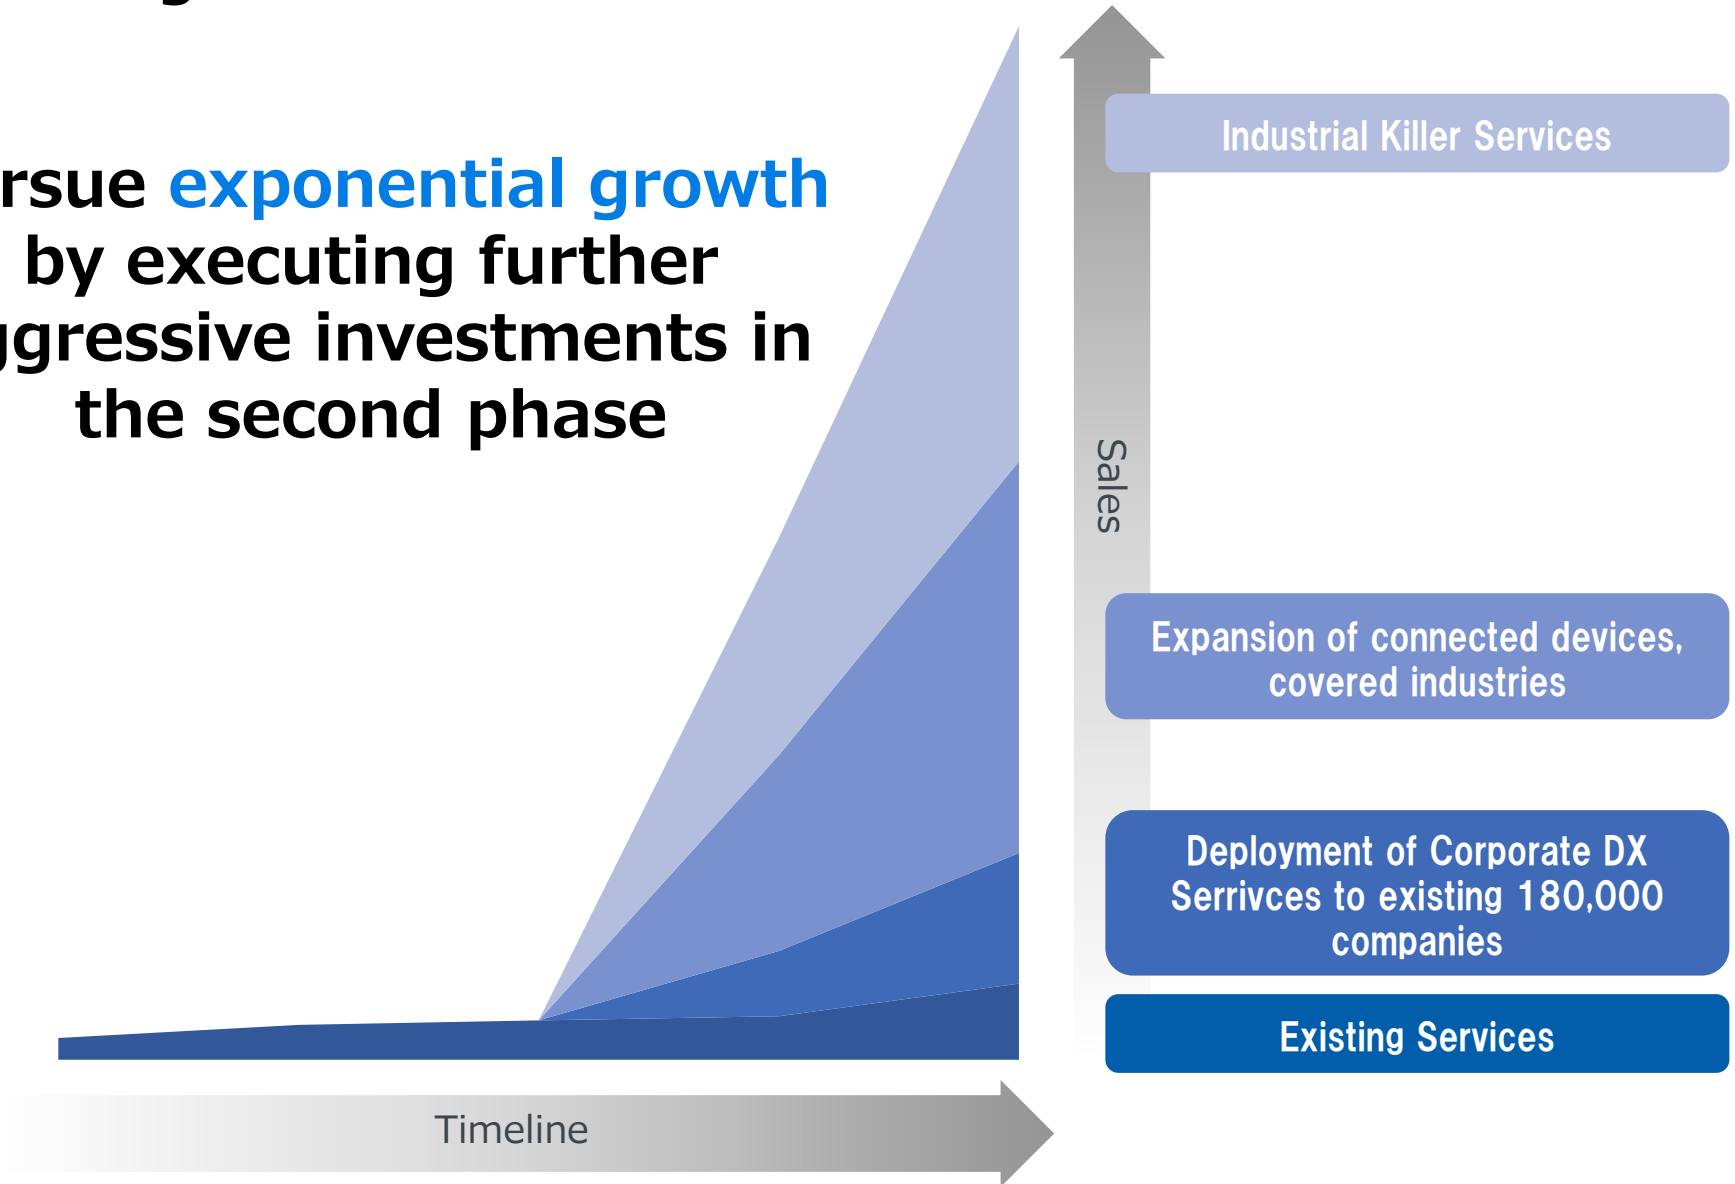 rsue exponential growth
by executing further
ggressive investments in
the second phase
Industrial Killer Services
Sales
Expansion of connected devices,
covered industries
Deployment of Corporate DX
Serrivces to existing 180,000
companies
Existing Services
Timeline